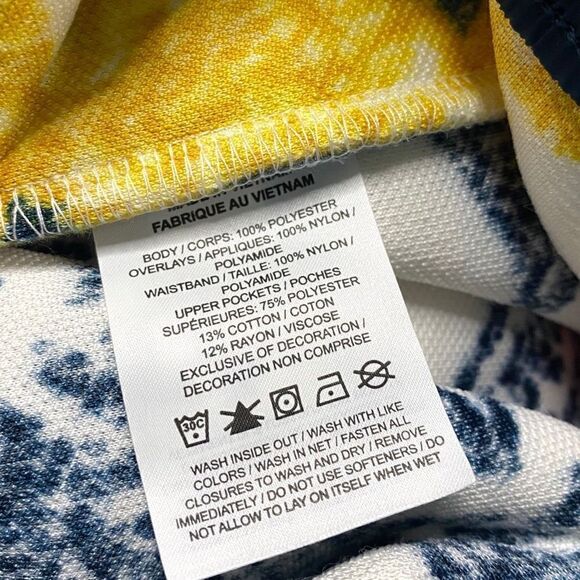 MADE IN VIETNAM
FABRIQUE AU VIETNAM
BODY / CORPS: 100% POLYESTER
OVERLAYS / APPLIQUES: 100% NYLON /
POLYAMIDE
WAISTBAND / TAILLE: 100% NYLON /
POLYAMIDE
UPPER POCKETS / POCHES
SUPÉRIEURES: 75% POLYESTER
13% COTTON / COTON
12% RAYON / VISCOSE
EXCLUSIVE OF DECORATION /
DECORATION NON COMPRISE
30C
WASH INSIDE OUT / WASH WITH LIKE
COLORS / WASH IN NET / FASTEN ALL
CLOSURES TO WASH AND DRY / REMOVE
IMMEDIATELY / DO NOT USE SOFTENERS / DO
NOT ALLOW TO LAY ON ITSELF WHEN WET